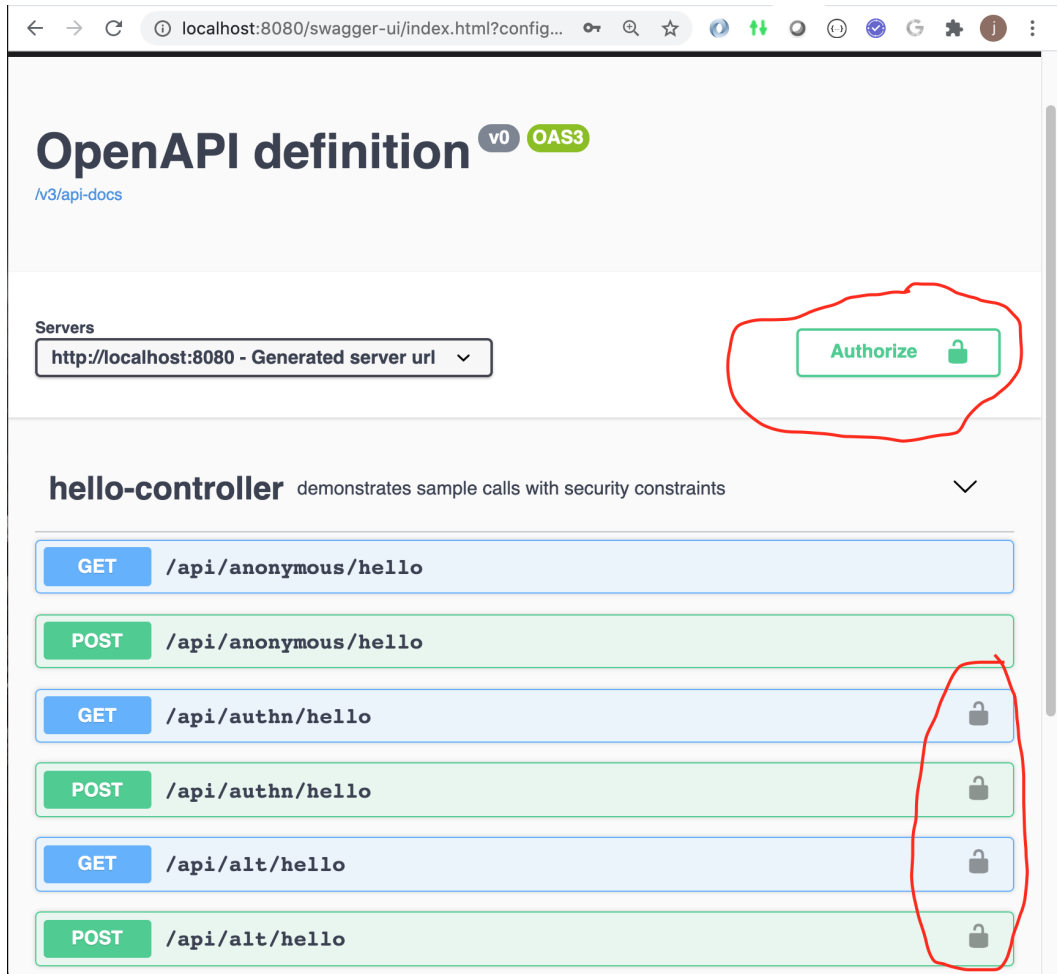 localhost:8080/swagger-ui/index.html?config...
j
OpenAPI definition v0 OAS3
/v3/api-docs
Servers
http://localhost:8080 - Generated server url
Authorize
hello-controller demonstrates sample calls with security constraints
GET /api/anonymous/hello
POST /api/anonymous/hello
GET /api/authn/hello
POST /api/authn/hello
GET /api/alt/hello
POST /api/alt/hello